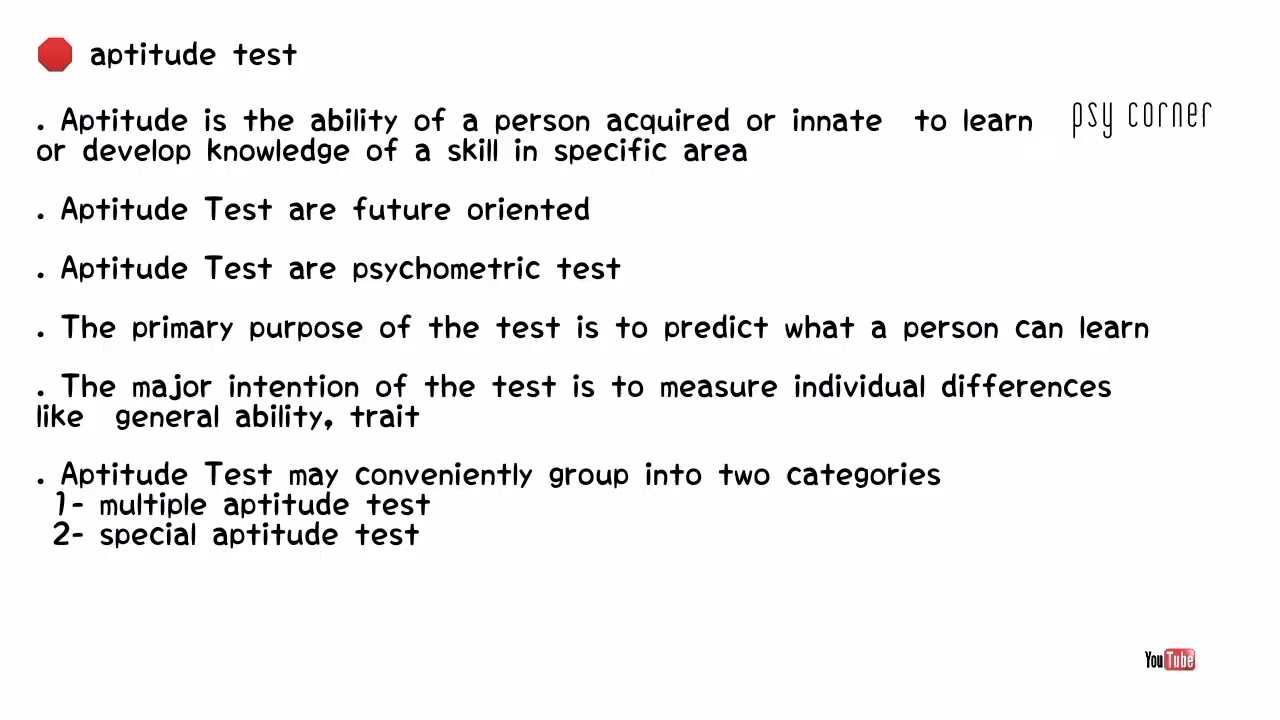 aptitude test
. Aptitude is the ability of a person acquired or innate to learn
psy corner
or develop knowledge of a skill in specific area
. Aptitude Test are future oriented
. Aptitude Test are psychometric test
. The primary purpose of the test is to predict what a person can learn
. The major intention of the test is to measure individual differences
like general ability, trait
. Aptitude Test may conveniently group into two categories
1- multiple aptitude test
2- special aptitude test
YouTube